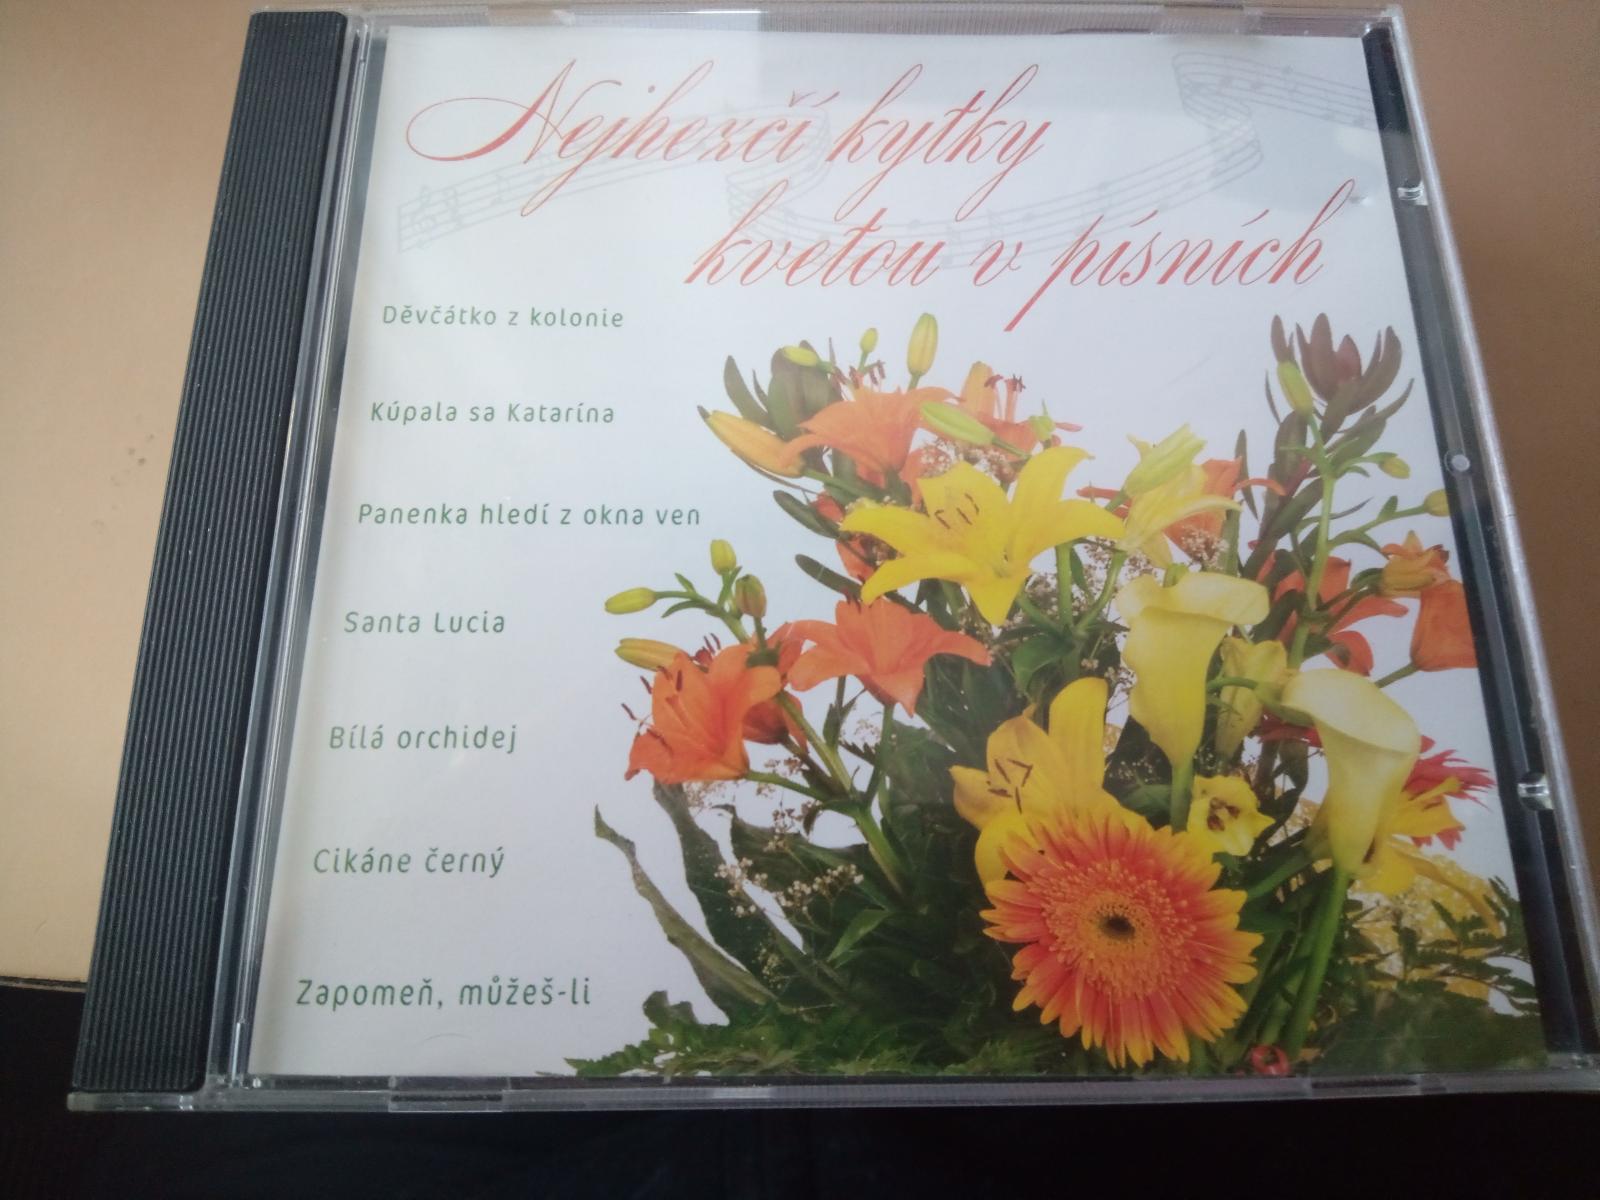 Nejhezčí kytky
kvetou v písních
Děvčátko z kolonie
Kúpala sa Katarína
Panenka hledí z okna ven
Santa Lucia
Bílá orchidej
Cikáne černý
Zapomeň, můžeš-li